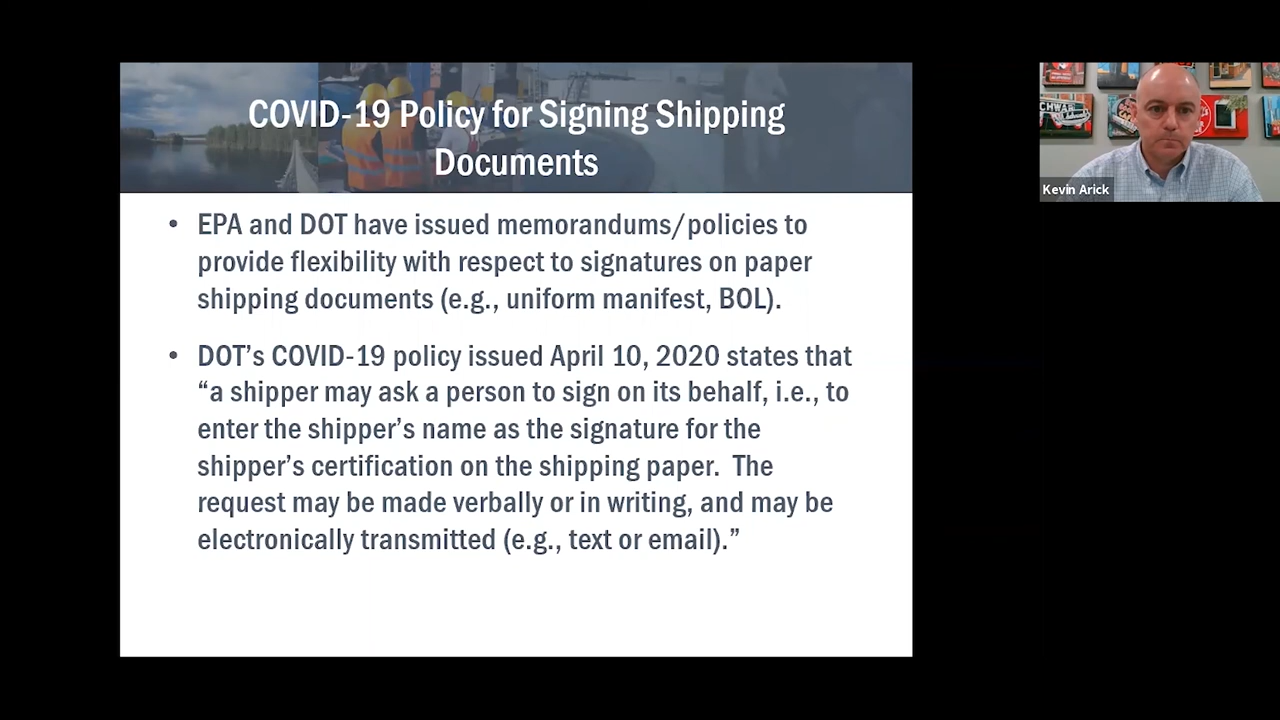 COVID-19 Policy for Signing Shipping
Documents
• EPA and DOT have issued memorandums/policies to
provide flexibility with respect to signatures on paper
shipping documents (e.g., uniform manifest, BOL).
• DOT’s COVID-19 policy issued April 10, 2020 states that
“a shipper may ask a person to sign on its behalf, i.e., to
enter the shipper’s name as the signature for the
shipper’s certification on the shipping paper.  The
request may be made verbally or in writing, and may be
electronically transmitted (e.g., text or email).”
Kevin Arick